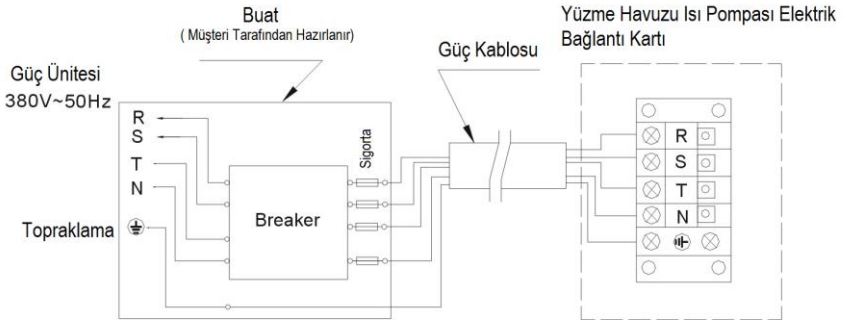 Buat
( Müşteri Tarafından Hazırlanır)
Yüzme Havuzu Isı Pompası Elektrik
Bağlantı Kartı
Güç Kablosu
Güç Ünitesi
380V~50Hz
R
S
T
N
Topraklama
Breaker
Sigorta
R
S
T
N